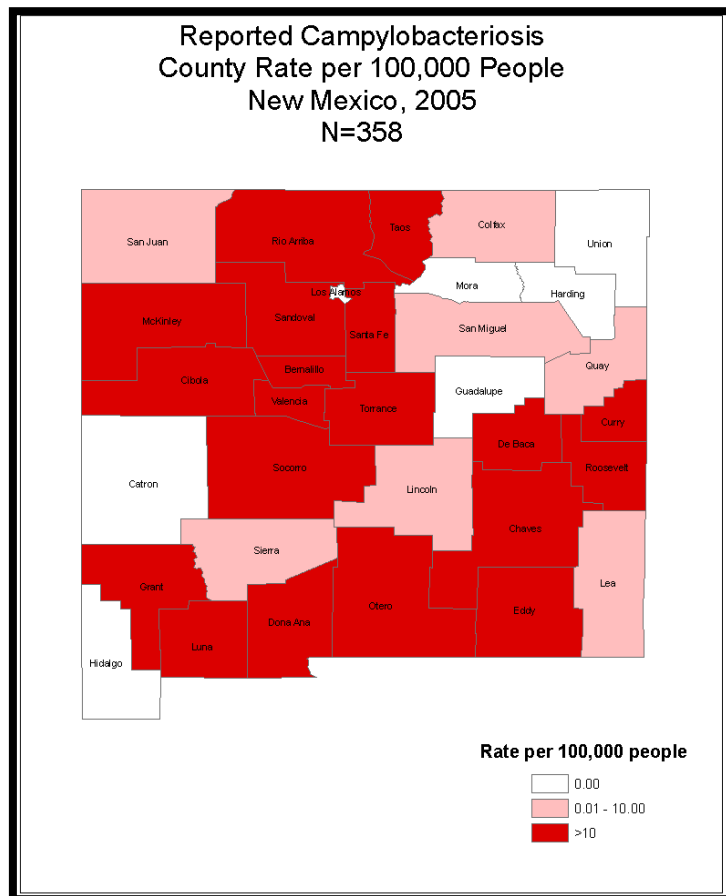 Reported Campylobacteriosis
County Rate per 100,000 People
New Mexico, 2005
N=358
San Juan
Rio Arriba
Taos
Colfax
Union
Mora
Harding
Los Alamos
McKinley
Sandoval
Santa Fe
San Miguel
Quay
Cibola
Bernalillo
Valencia
Torrance
Guadalupe
Curry
De Baca
Roosevelt
Socorro
Catron
Lincoln
Chaves
Sierra
Lea
Grant
Otero
Eddy
Dona Ana
Luna
Hidalgo
Rate per 100,000 people
0.00
0.01 - 10.00
>10